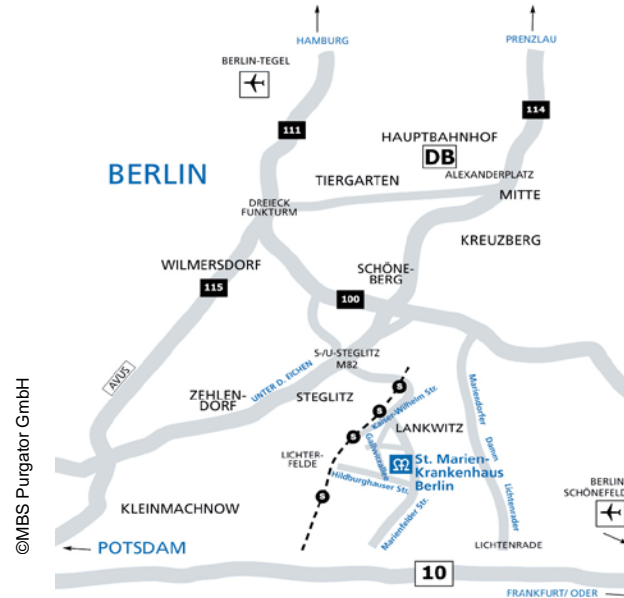 HAMBURG
PRENZLAU
BERLIN-TEGEL
114
111
HAUPTBAHNHOF
DB
BERLIN
TIERGARTEN
ALEXANDERPLATZ
MITTE
DREIECK
FUNKTURM
KREUZBERG
WILMERSDORF
SCHÖNE-
BERG
115
100
S-/U-STEGLITZ
M82
AVUS
UNTER D. EICHEN
ZEHLEN-
DORF
STEGLITZ
S
S
S
S
Kaiser-Wilhelm Str.
Mariesdorfer
Damm
Lichtenrader
LANKWITZ
Gallwitzallee
LICHTER-
FELDE
St. Marien-
Krankenhaus
Berlin
Hildburghauser Str.
Marienfelder Str.
BERLIN
SCHÖNEFELD
KLEINMACHNOW
POTSDAM
LICHTENRADE
10
FRANKFURT/ ODER
©MBS Purgator GmbH